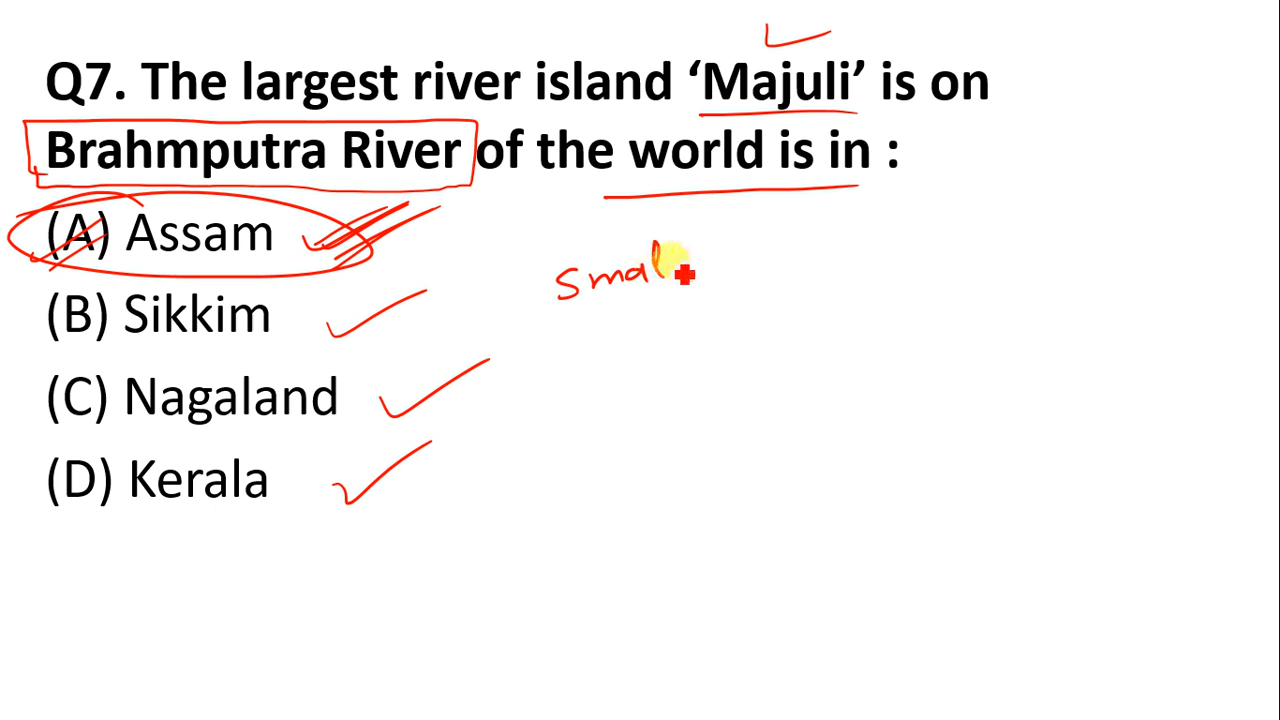 Q7. The largest river island ‘Majuli’ is on
Brahmputra River of the world is in :
(A) Assam
(B) Sikkim
(C) Nagaland
(D) Kerala
Smal